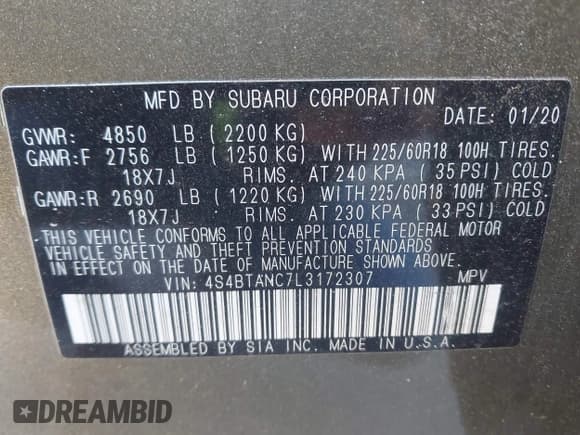 MFD BY SUBARU CORPORATION
DATE: 01/20
GVWR: 4850 LB ( 2200 KG)
GAWR:F 2756 LB ( 1250 KG) WITH 225/60R18 100H TIRES.
18X7J RIMS. AT 240 KPA ( 35 PSI) COLD
GAWR:R 2690 LB ( 1220 KG) WITH 225/60R18 100H TIRES.
18X7J RIMS. AT 230 KPA ( 33 PSI) COLD
THIS VEHICLE CONFORMS TO ALL APPLICABLE FEDERAL MOTOR
VEHICLE SAFETY AND THEFT PREVENTION STANDARDS
IN EFFECT ON THE DATE OF MANUFACTURE SHOWN ABOVE.
VIN: 4S4BTANC7L3172307 MPV
ASSEMBLED BY SIA INC. MADE IN U.S.A.
DREAMBID